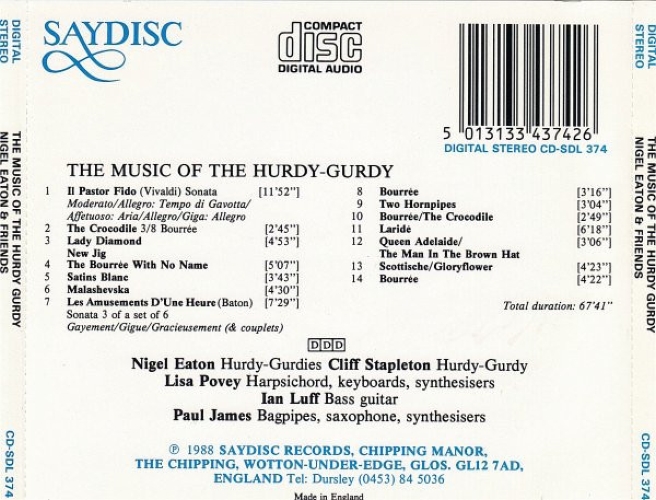 SAYDISC
COMPACT
disc
DIGITAL AUDIO
5 013133 437426
DIGITAL STEREO CD-SDL 374
THE MUSIC OF THE HURDY-GURDY
1 Il Pastor Fido (Vivaldi) Sonata [11'52"]
Moderato/Allegro: Tempo di Gavotta/
Affetuoso: Aria/Allegro/Giga: Allegro
2 The Crocodile 3/8 Bourrée [2'45"]
3 Lady Diamond [4'53"]
New Jig
4 The Bourrée With No Name [5'07"]
5 Satins Blanc [3'43"]
6 Malashevska [4'30"]
7 Les Amusements D'Une Heure (Baton) [7'29"]
Sonata 3 of a set of 6
Gayement/Gigue/Gracieusement (& couplets)
8 Bourrée [3'16"]
9 Two Hornpipes [3'04"]
10 Bourrée/The Crocodile [2'49"]
11 Laridé [6'18"]
12 Queen Adelaide/ [3'06"]
The Man In The Brown Hat
13 Scottische/Gloryflower [4'23"]
14 Bourrée [4'22"]
Total duration: 67'41"
DDD
Nigel Eaton Hurdy-Gurdies Cliff Stapleton Hurdy-Gurdy
Lisa Povey Harpsichord, keyboards, synthesisers
Ian Luff Bass guitar
Paul James Bagpipes, saxophone, synthesisers
℗ 1988 SAYDISC RECORDS, CHIPPING MANOR,
THE CHIPPING, WOTTON-UNDER-EDGE, GLOS. GL12 7AD,
ENGLAND Tel: Dursley (0453) 84 5036
Made in England
DIGITAL
STEREO
THE MUSIC OF THE HURDY GURDY
NIGEL EATON & FRIENDS
CD-SDL 374
DIGITAL
STEREO
THE MUSIC OF THE HURDY GURDY
NIGEL EATON & FRIENDS
CD-SDL 374